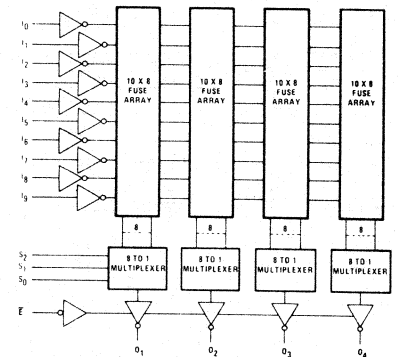 I0
I1
I2
I3
I4
I5
I6
I7
I8
I9
10 X 8
FUSE
ARRAY
10 X 8
FUSE
ARRAY
10 X 8
FUSE
ARRAY
10 X 8
FUSE
ARRAY
8
8
8
8
S2
S1
S0
8 TO 1
MULTIPLEXER
8 TO 1
MULTIPLEXER
8 TO 1
MULTIPLEXER
8 TO 1
MULTIPLEXER
E̅
O1
O2
O3
O4